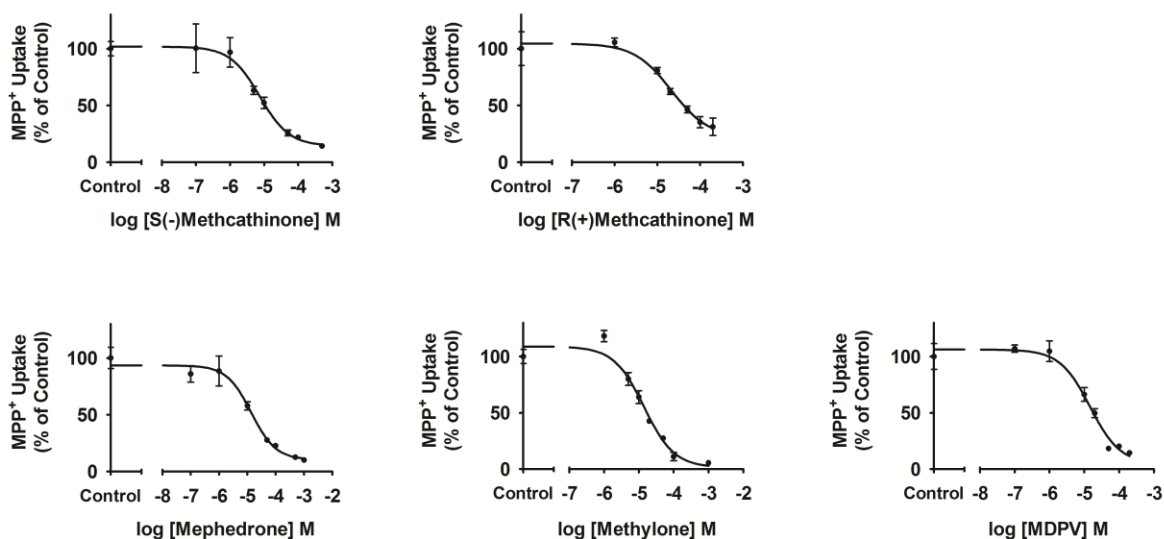 MPP+ Uptake
(% of Control)
100
50
0
Control
-8 -7 -6 -5 -4 -3
log [S(-)Methcathinone] M
MPP+ Uptake
(% of Control)
100
50
0
Control
-7 -6 -5 -4 -3
log [R(+)Methcathinone] M
MPP+ Uptake
(% of Control)
100
50
0
Control
-8 -7 -6 -5 -4 -3 -2
log [Mephedrone] M
MPP+ Uptake
(% of Control)
100
50
0
Control
-7 -6 -5 -4 -3 -2
log [Methylone] M
MPP+ Uptake
(% of Control)
100
50
0
Control
-8 -7 -6 -5 -4 -3
log [MDPV] M